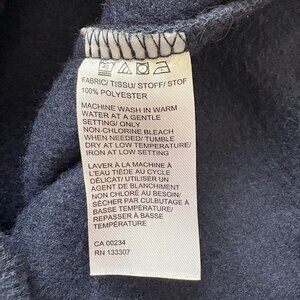 40
FABRIC/ TISSU/ STOFF/ STOF
100% POLYESTER
MACHINE WASH IN WARM
WATER AT A GENTLE
SETTING/ ONLY
NON-CHLORINE BLEACH
WHEN NEEDED/ TUMBLE
DRY AT LOW TEMPERATURE/
IRON AT LOW SETTING
LAVER À LA MACHINE À
L'EAU TIÈDE AU CYCLE
DÉLICAT/ UTILISER UN
AGENT DE BLANCHIMENT
NON CHLORÉ AU BESOIN/
SÉCHER PAR CULBUTAGE À
BASSE TEMPÉRATURE/
REPASSER À BASSE
TEMPÉRATURE
CA 00234
RN 133307